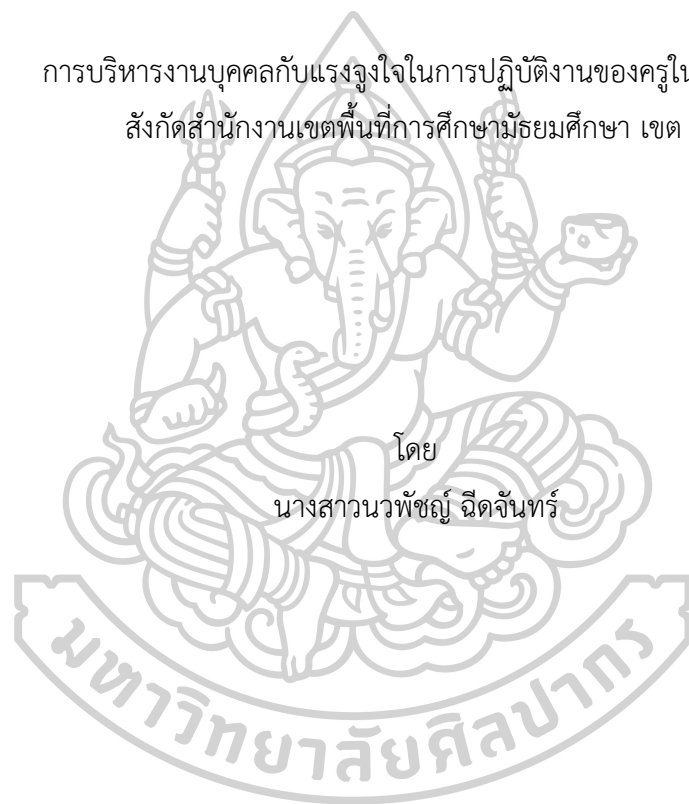 การบริหารงานบุคคลกับแรงจูงใจในการปฏิบัติงานของครูใน
สังกัดสำนักงานเขตพื้นที่การศึกษามัธยมศึกษา เขต
โดย
นางสาวนวพัชญ์ ฉีดจันทร์
มหาวิทยาลัยศิลปากร